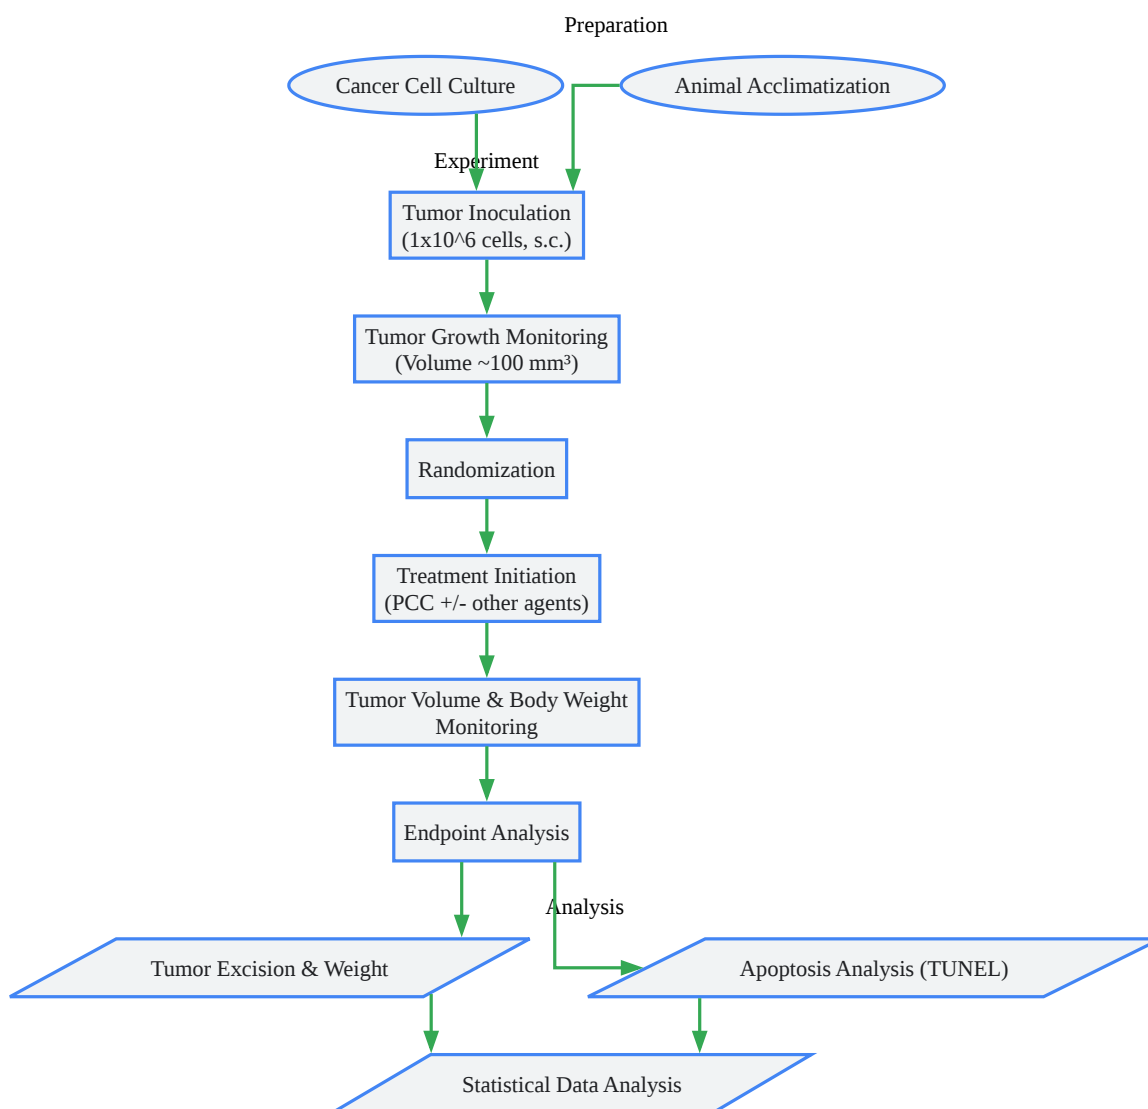 Preparation
Cancer Cell Culture
Animal Acclimatization
Experiment
Tumor Inoculation
(1x10^6 cells, s.c.)
Tumor Growth Monitoring
(Volume ~100 mm³)
Randomization
Treatment Initiation
(PCC +/- other agents)
Tumor Volume & Body Weight
Monitoring
Endpoint Analysis
Analysis
Tumor Excision & Weight
Apoptosis Analysis (TUNEL)
Statistical Data Analysis